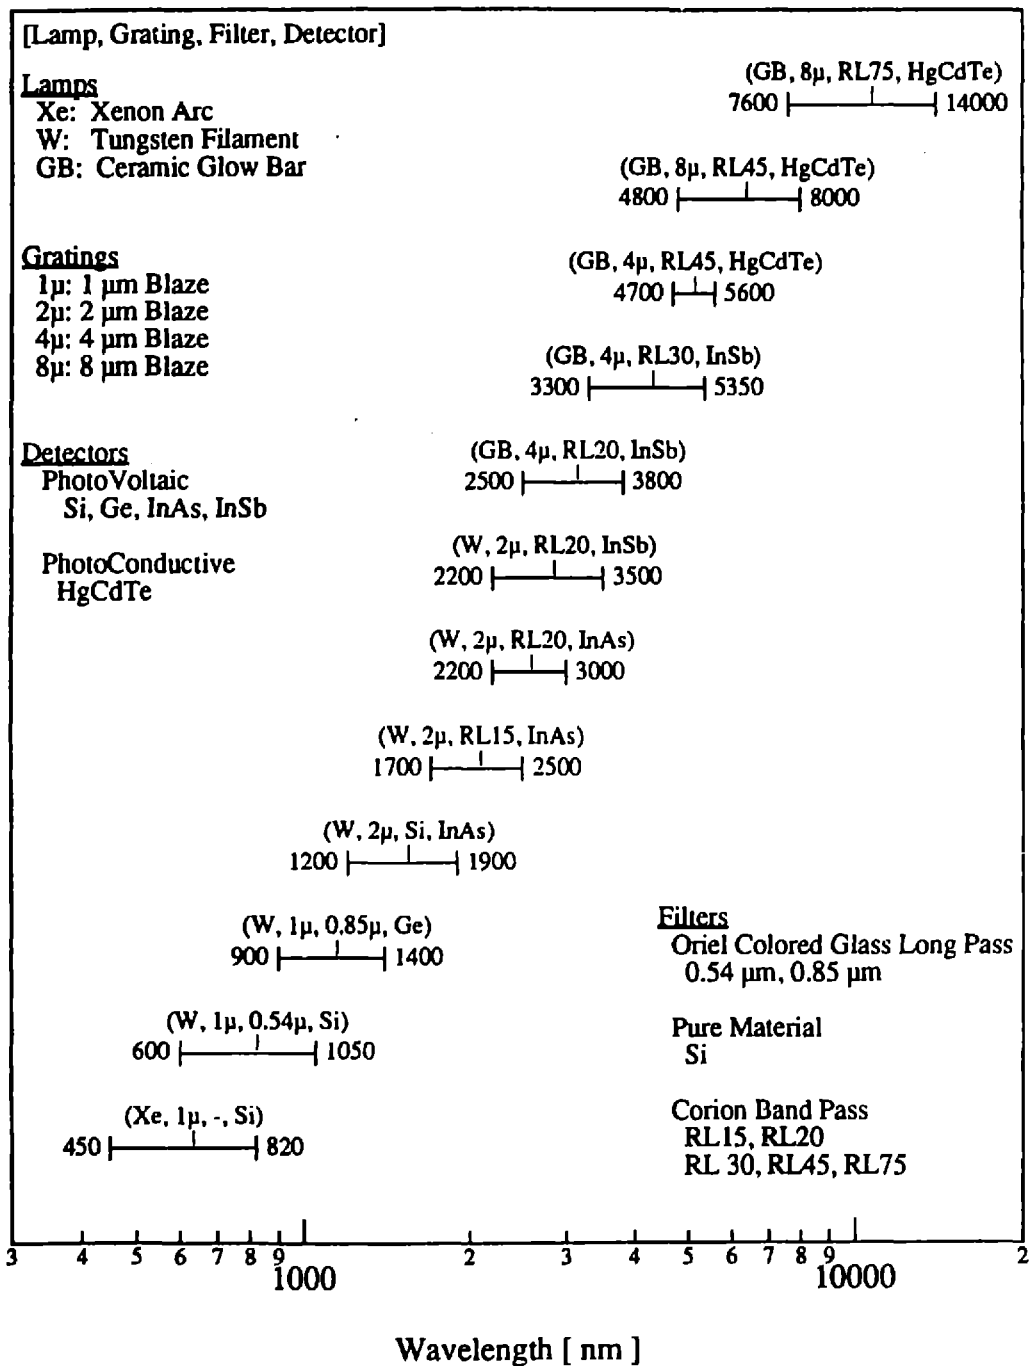 [Lamp, Grating, Filter, Detector]
Lamps
Xe: Xenon Arc
W: Tungsten Filament
GB: Ceramic Glow Bar
(GB, 8μ, RL75, HgCdTe)
7600 14000
(GB, 8μ, RL45, HgCdTe)
4800 8000
Gratings
1μ: 1 μm Blaze
2μ: 2 μm Blaze
4μ: 4 μm Blaze
8μ: 8 μm Blaze
(GB, 4μ, RL45, HgCdTe)
4700 5600
(GB, 4μ, RL30, InSb)
3300 5350
Detectors
PhotoVoltaic
Si, Ge, InAs, InSb
PhotoConductive
HgCdTe
(GB, 4μ, RL20, InSb)
2500 3800
(W, 2μ, RL20, InSb)
2200 3500
(W, 2μ, RL20, InAs)
2200 3000
(W, 2μ, RL15, InAs)
1700 2500
(W, 2μ, Si, InAs)
1200 1900
(W, 1μ, 0.85μ, Ge)
900 1400
(W, 1μ, 0.54μ, Si)
600 1050
(Xe, 1μ, -, Si)
450 820
Filters
Oriel Colored Glass Long Pass
0.54 μm, 0.85 μm
Pure Material
Si
Corion Band Pass
RL15, RL20
RL 30, RL45, RL75
3 4 5 6 7 8 9 1000 2 3 4 5 6 7 8 9 10000 2
Wavelength [ nm ]